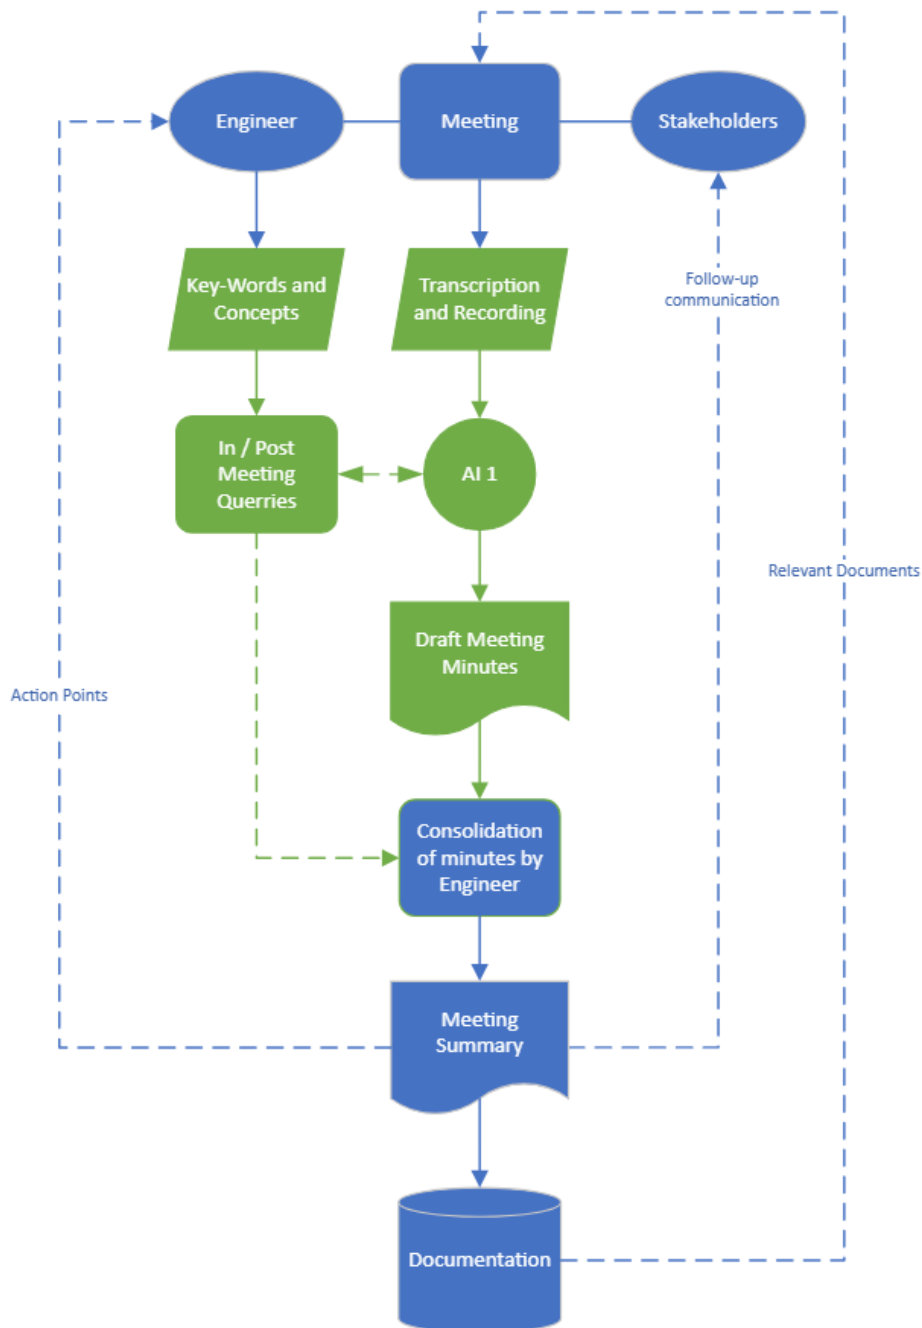 Engineer
Meeting
Stakeholders
Key-Words and
Concepts
Transcription
and Recording
Follow-up
communication
In / Post
Meeting
Querries
AI 1
Relevant Documents
Draft Meeting
Minutes
Action Points
Consolidation
of minutes by
Engineer
Meeting
Summary
Documentation